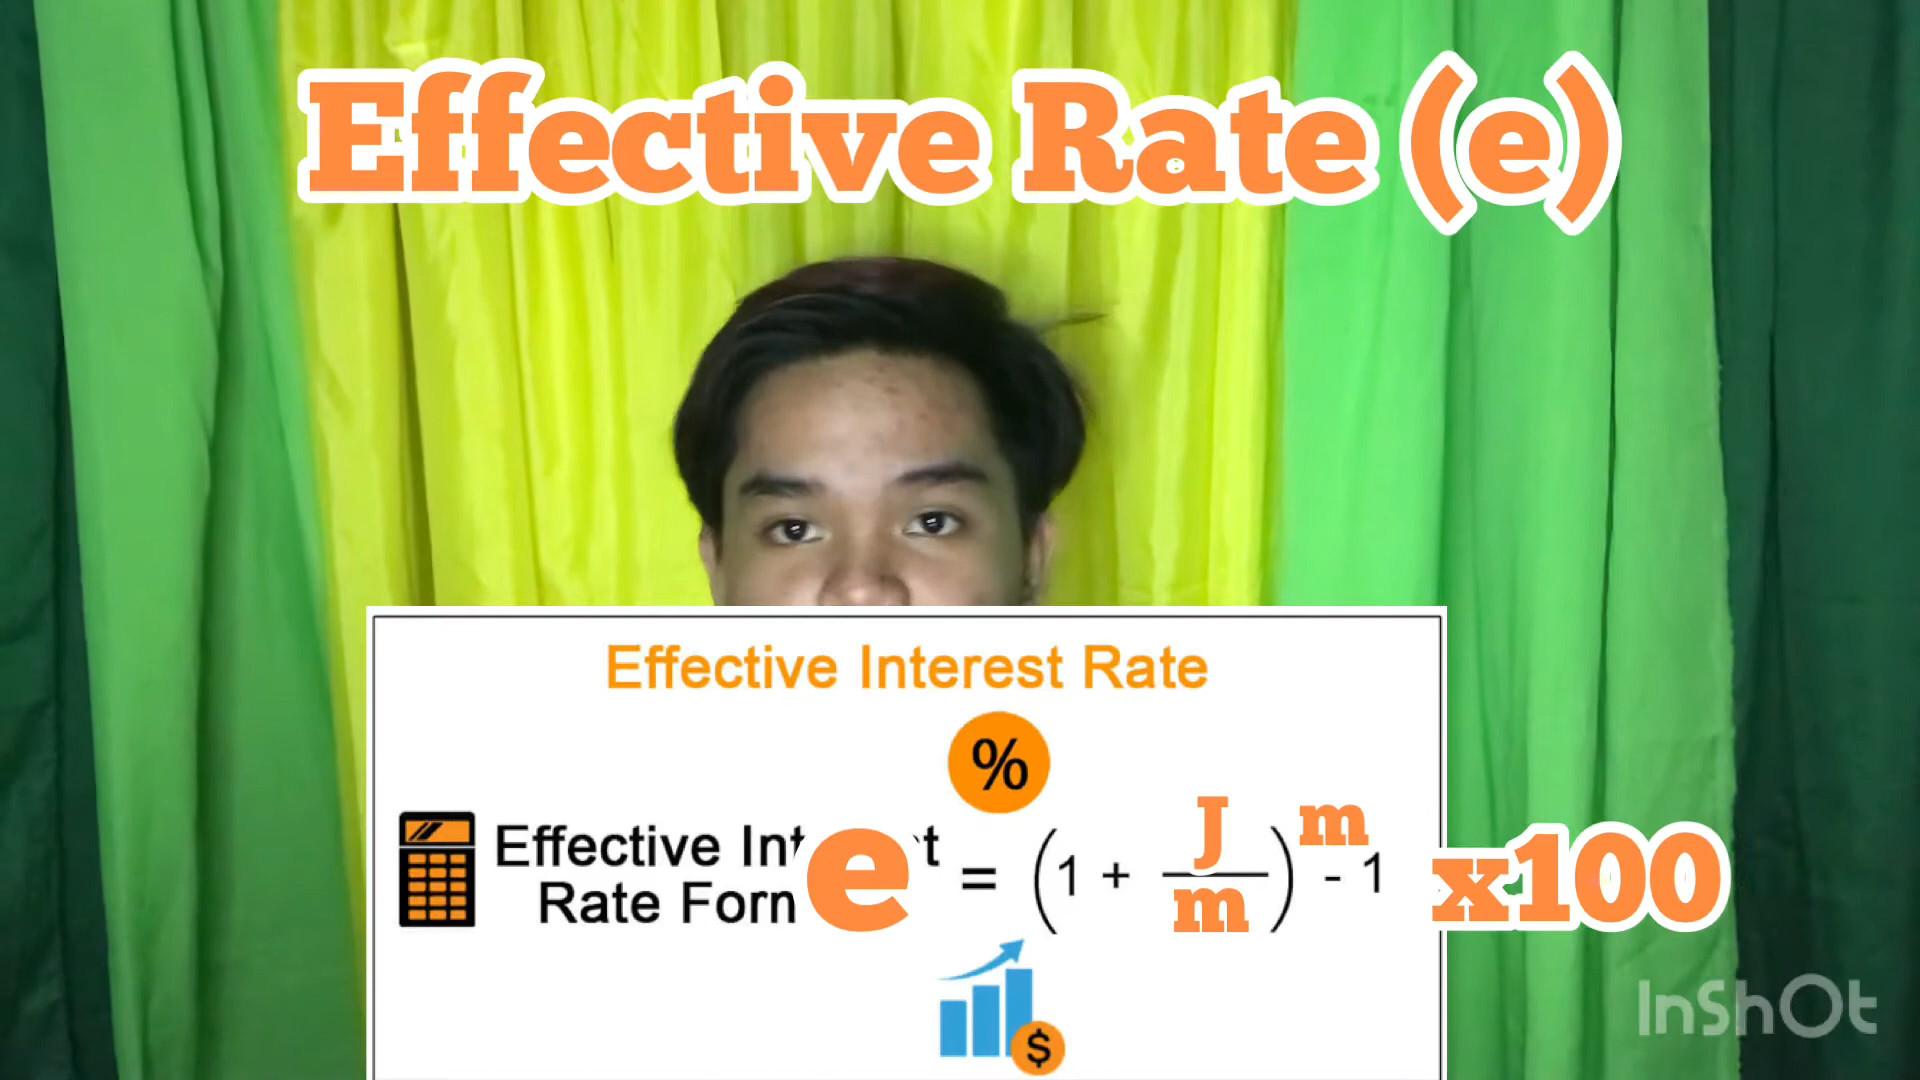 Effective Rate (e)
Effective Interest Rate
%
Effective Int t
Rate Forn
e = (1 + J/m)^m - 1 x100
$
InShOt